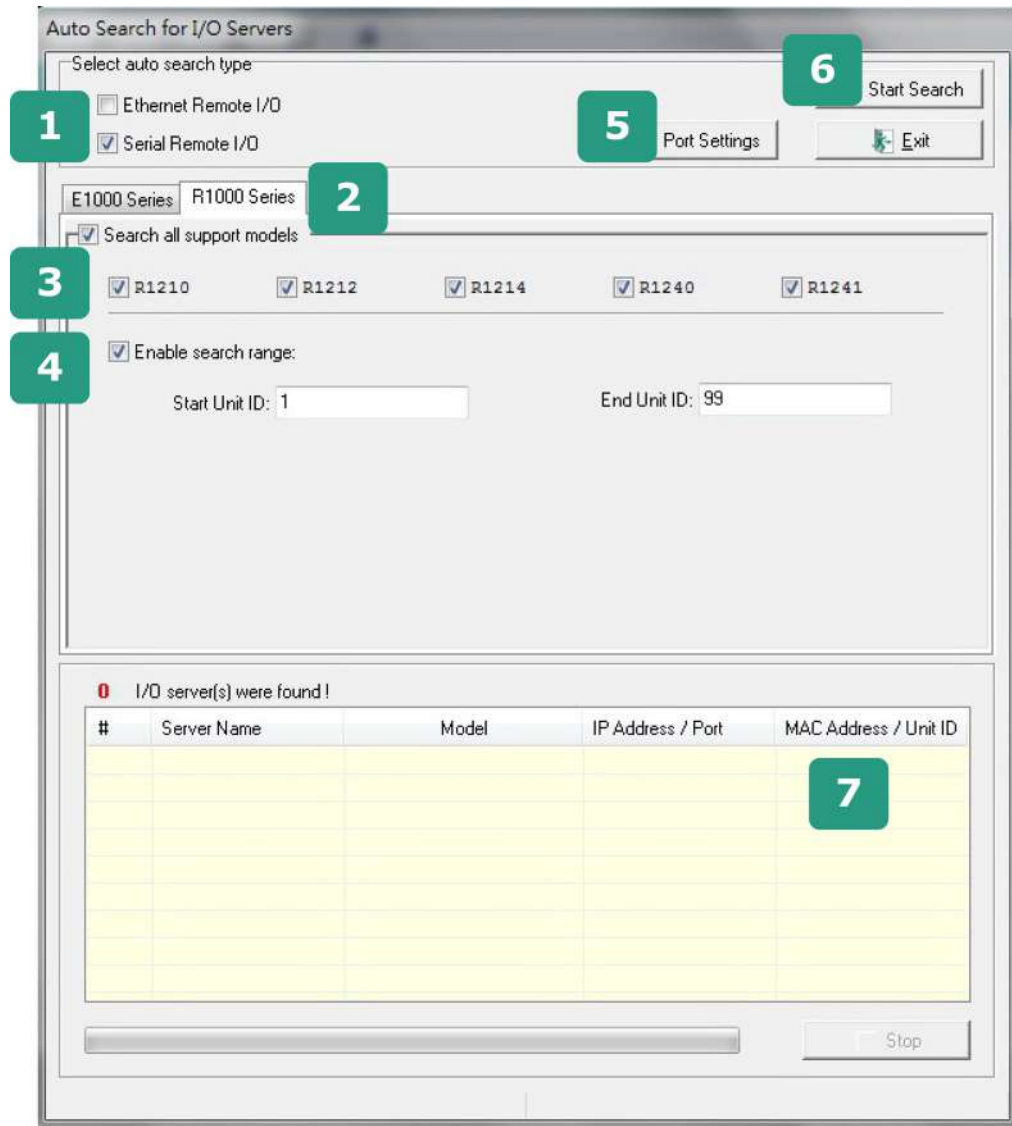 Auto Search for I/O Servers
Select auto search type
6
Start Search
1
Ethernet Remote I/O
Serial Remote I/O
5
Port Settings
Exit
E1000 Series
R1000 Series
2
Search all support models
3
R1210
R1212
R1214
R1240
R1241
4
Enable search range:
Start Unit ID: 1
End Unit ID: 99
0 I/O server(s) were found !
# Server Name Model IP Address / Port MAC Address / Unit ID
7
Stop